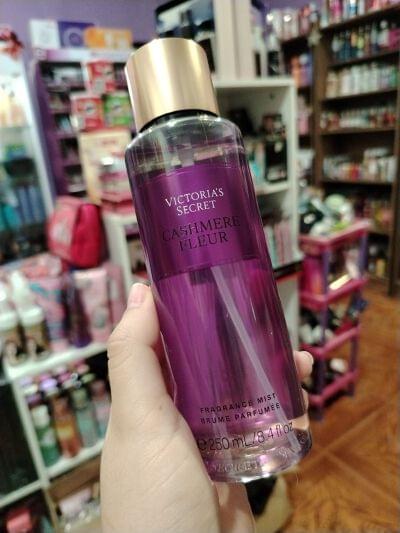 VICTORIA'S
SECRET
CASHMERE
FLEUR
FRAGRANCE MIST
BRUME PARFUMÉE
℮ 250 mL/8.4 fl oz